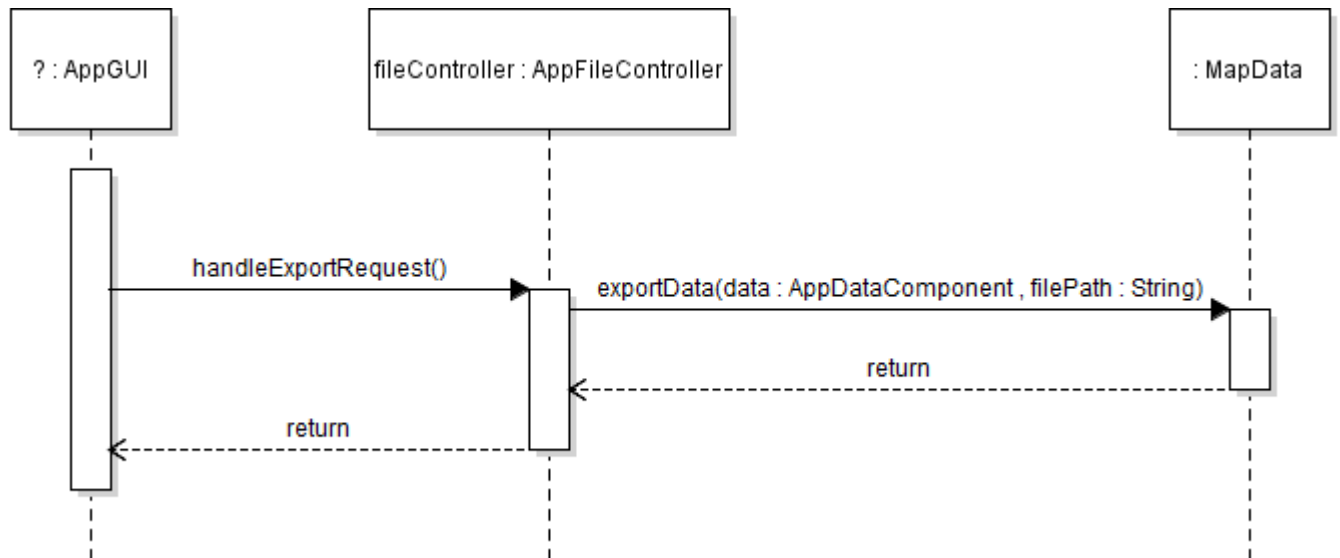 ? : AppGUI
fileController : AppFileController
: MapData
handleExportRequest()
exportData(data : AppDataComponent , filePath : String)
return
return